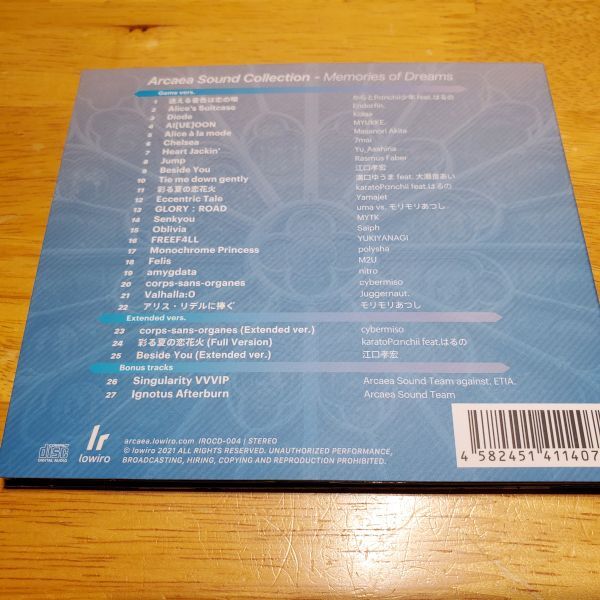 Arcaea Sound Collection - Memories of Dreams
Game vers.
1 迷える音色は恋の唄 からとPαnchii少年 feat.はるの
2 Alice's Suitcase Endorfin.
3 Diode Kolaa
4 AI[UE]OON MYUKKE.
5 Alice à la mode Masanori Akita
6 Chelsea 7mai
7 Heart Jackin' Yu_Asahina
8 Jump Rasmus Faber
9 Beside You 江口孝宏
10 Tie me down gently 溝口ゆうま feat. 大瀬良あい
11 彩る夏の恋花火 karatoPαnchii feat.はるの
12 Eccentric Tale Yamajet
13 GLORY：ROAD uma vs. モリモリあつし
14 Senkyou MYTK
15 Oblivia Saiph
16 FREEF4LL YUKIYANAGI
17 Monochrome Princess polysha
18 Felis M2U
19 amygdata nitro
20 corps-sans-organes cybermiso
21 Valhalla:0 Juggernaut.
22 アリス・リデルに捧ぐ モリモリあつし
Extended vers.
23 corps-sans-organes (Extended ver.) cybermiso
24 彩る夏の恋花火 (Full Version) karatoPαnchii feat.はるの
25 Beside You (Extended ver.) 江口孝宏
Bonus tracks
26 Singularity VVVIP Arcaea Sound Team against. ETIA.
27 Ignotus Afterburn Arcaea Sound Team
disc
DIGITAL AUDIO
lowiro
arcaea.lowiro.com IROCD-004 | STEREO
© lowiro 2021 ALL RIGHTS RESERVED. UNAUTHORIZED PERFORMANCE,
BROADCASTING, HIRING, COPYING AND REPRODUCTION PROHIBITED.
4 582451 411407